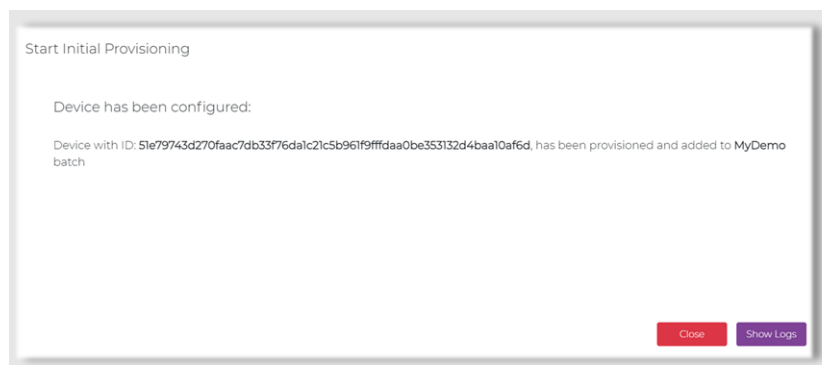 Start Initial Provisioning
Device has been configured:
Device with ID: 51e79743d270faac7db33f76da1c21c5b961f9fffdaa0be353132d4baa10af6d, has been provisioned and added to MyDemo
batch
Close
Show Logs